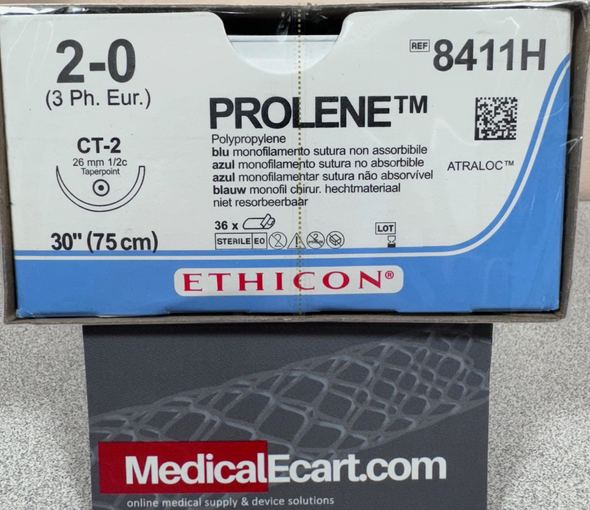 2-0
(3 Ph. Eur.)
REF 8411H
PROLENE™
Polypropylene
blu monofilamento sutura non assorbibile
azul monofilamento sutura no absorbible
azul monofilamentar sutura não absorvível
blauw monofil chirur. hechtmateriaal
niet resorbeerbaar
ATRALOC™
CT-2
26 mm 1/2c
Taperpoint
36 x
LOT
STERILE EO
30" (75 cm)
ETHICON®
MedicalEcart.com
online medical supply & device solutions